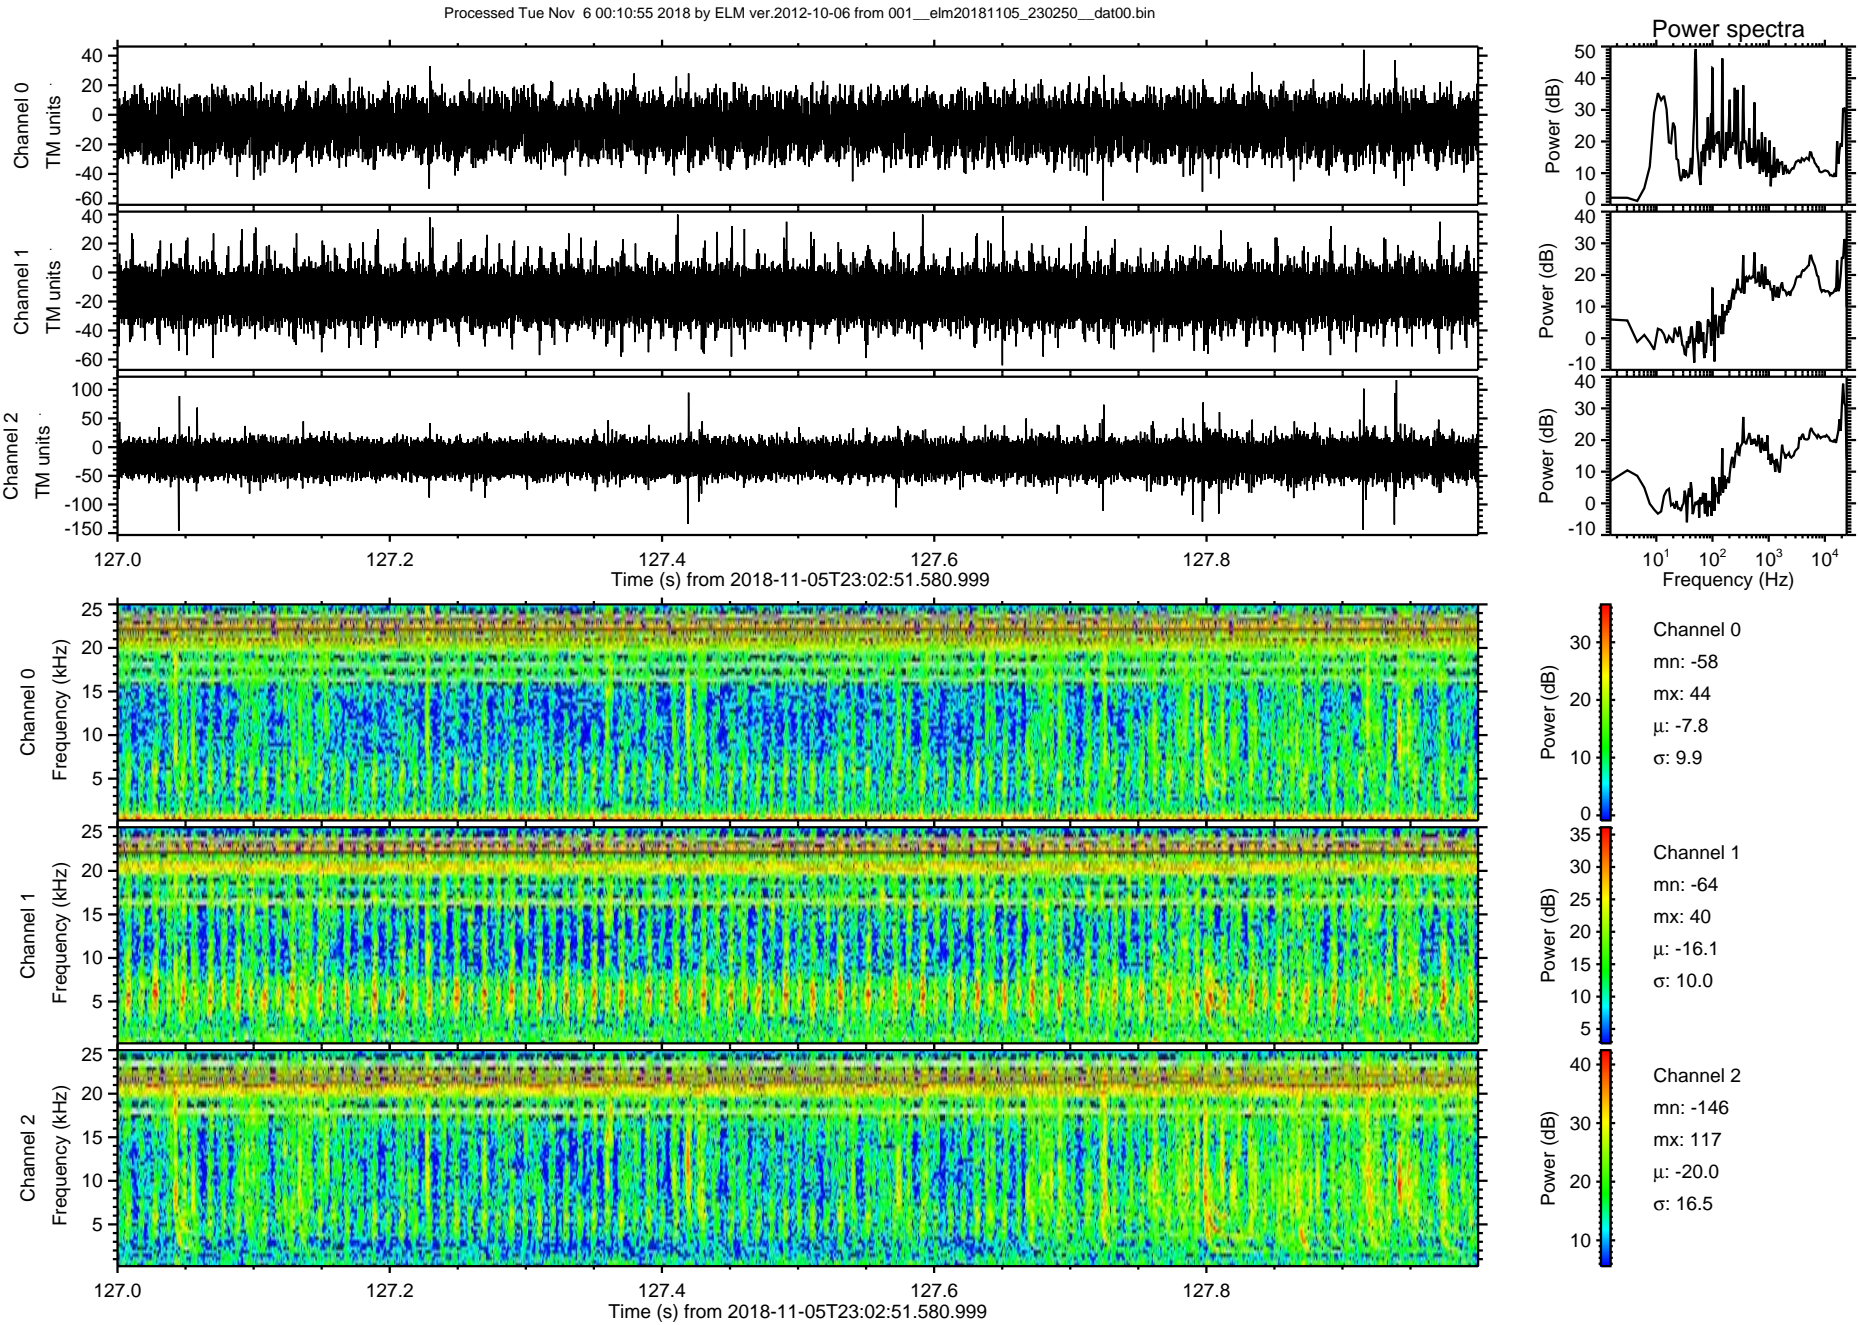 Processed Tue Nov  6 00:10:55 2018 by ELM ver.2012-10-06 from 001__elm20181105_230250__dat00.bin
Power spectra
Channel 0
TM units
40
20
0
-20
-40
-60
Power (dB)
50
40
30
20
10
0
Channel 1
TM units
40
20
0
-20
-40
-60
Power (dB)
40
30
20
10
0
-10
Channel 2
TM units
100
50
0
-50
-100
-150
Power (dB)
40
30
20
10
0
-10
127.0 127.2 127.4 127.6 127.8
Time (s) from 2018-11-05T23:02:51.580.999
10^1 10^2 10^3 10^4
Frequency (Hz)
Channel 0
Frequency (kHz)
25
20
15
10
5
Power (dB)
30
20
10
0
Channel 0
mn: -58
mx: 44
μ: -7.8
σ: 9.9
Channel 1
Frequency (kHz)
25
20
15
10
5
Power (dB)
35
30
25
20
15
10
5
Channel 1
mn: -64
mx: 40
μ: -16.1
σ: 10.0
Channel 2
Frequency (kHz)
25
20
15
10
5
Power (dB)
40
30
20
10
Channel 2
mn: -146
mx: 117
μ: -20.0
σ: 16.5
127.0 127.2 127.4 127.6 127.8
Time (s) from 2018-11-05T23:02:51.580.999